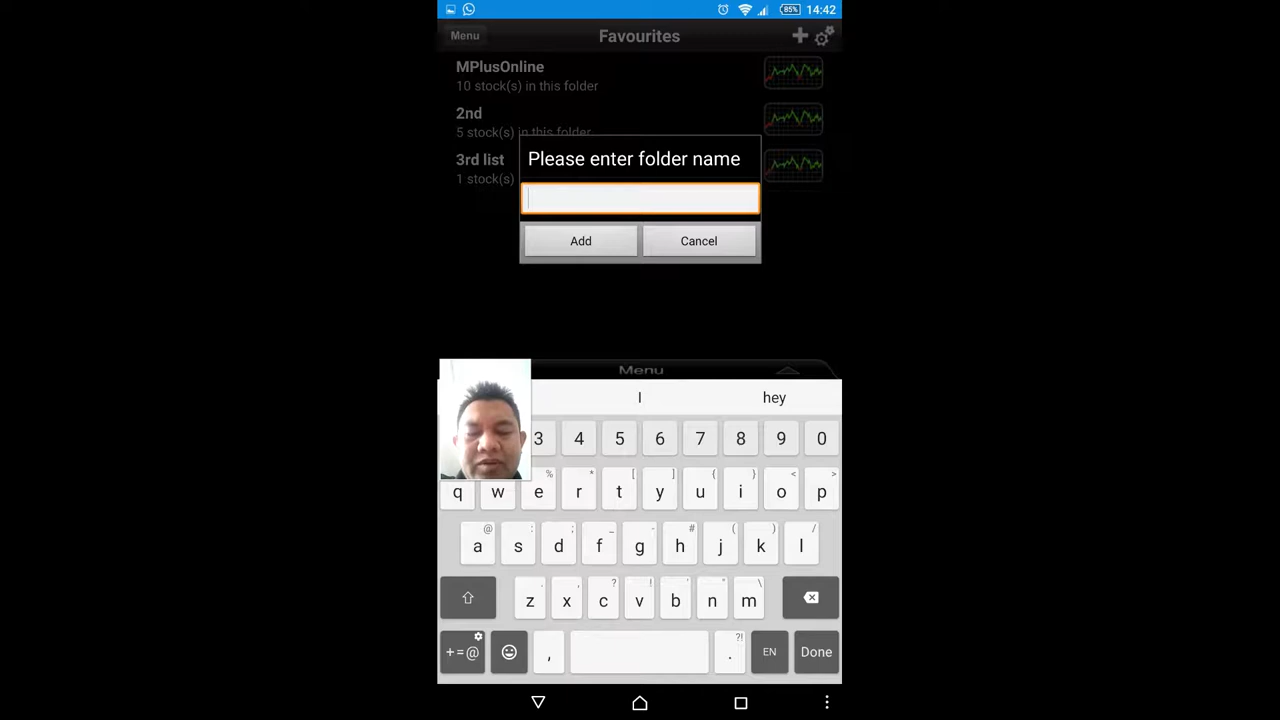 85% 14:42
Menu Favourites
MPlusOnline
10 stock(s) in this folder
2nd
5 stock(s) in this folder
3rd list
1 stock(s)
Please enter folder name
Add Cancel
Menu
I hey
3 4 5 6 7 8 9 0
% * [ ] { } < >
q w e r t y u i o p
@ : ; _ - # ( ) /
a s d f g h j k l
. , ? ! ' " * \
z x c v b n m
?!
+=@ , . EN Done